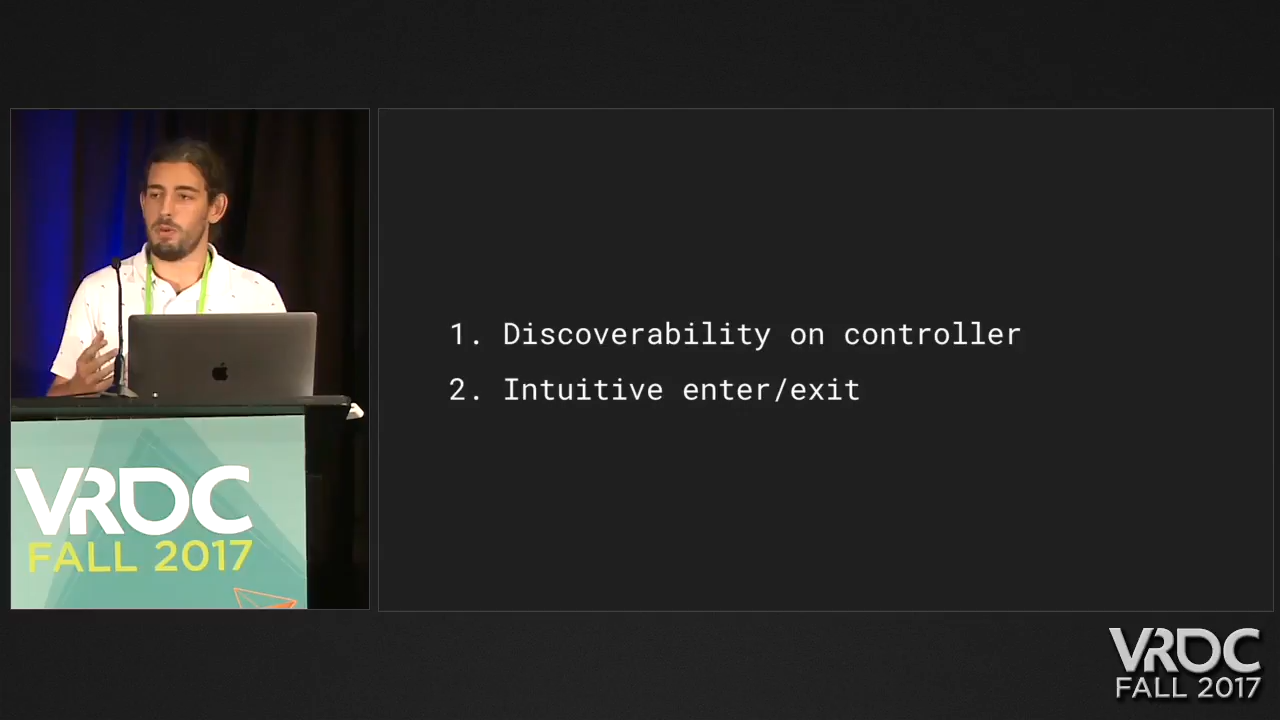 1. Discoverability on controller
2. Intuitive enter/exit
VRDC
FALL 2017
VRDC
FALL 2017